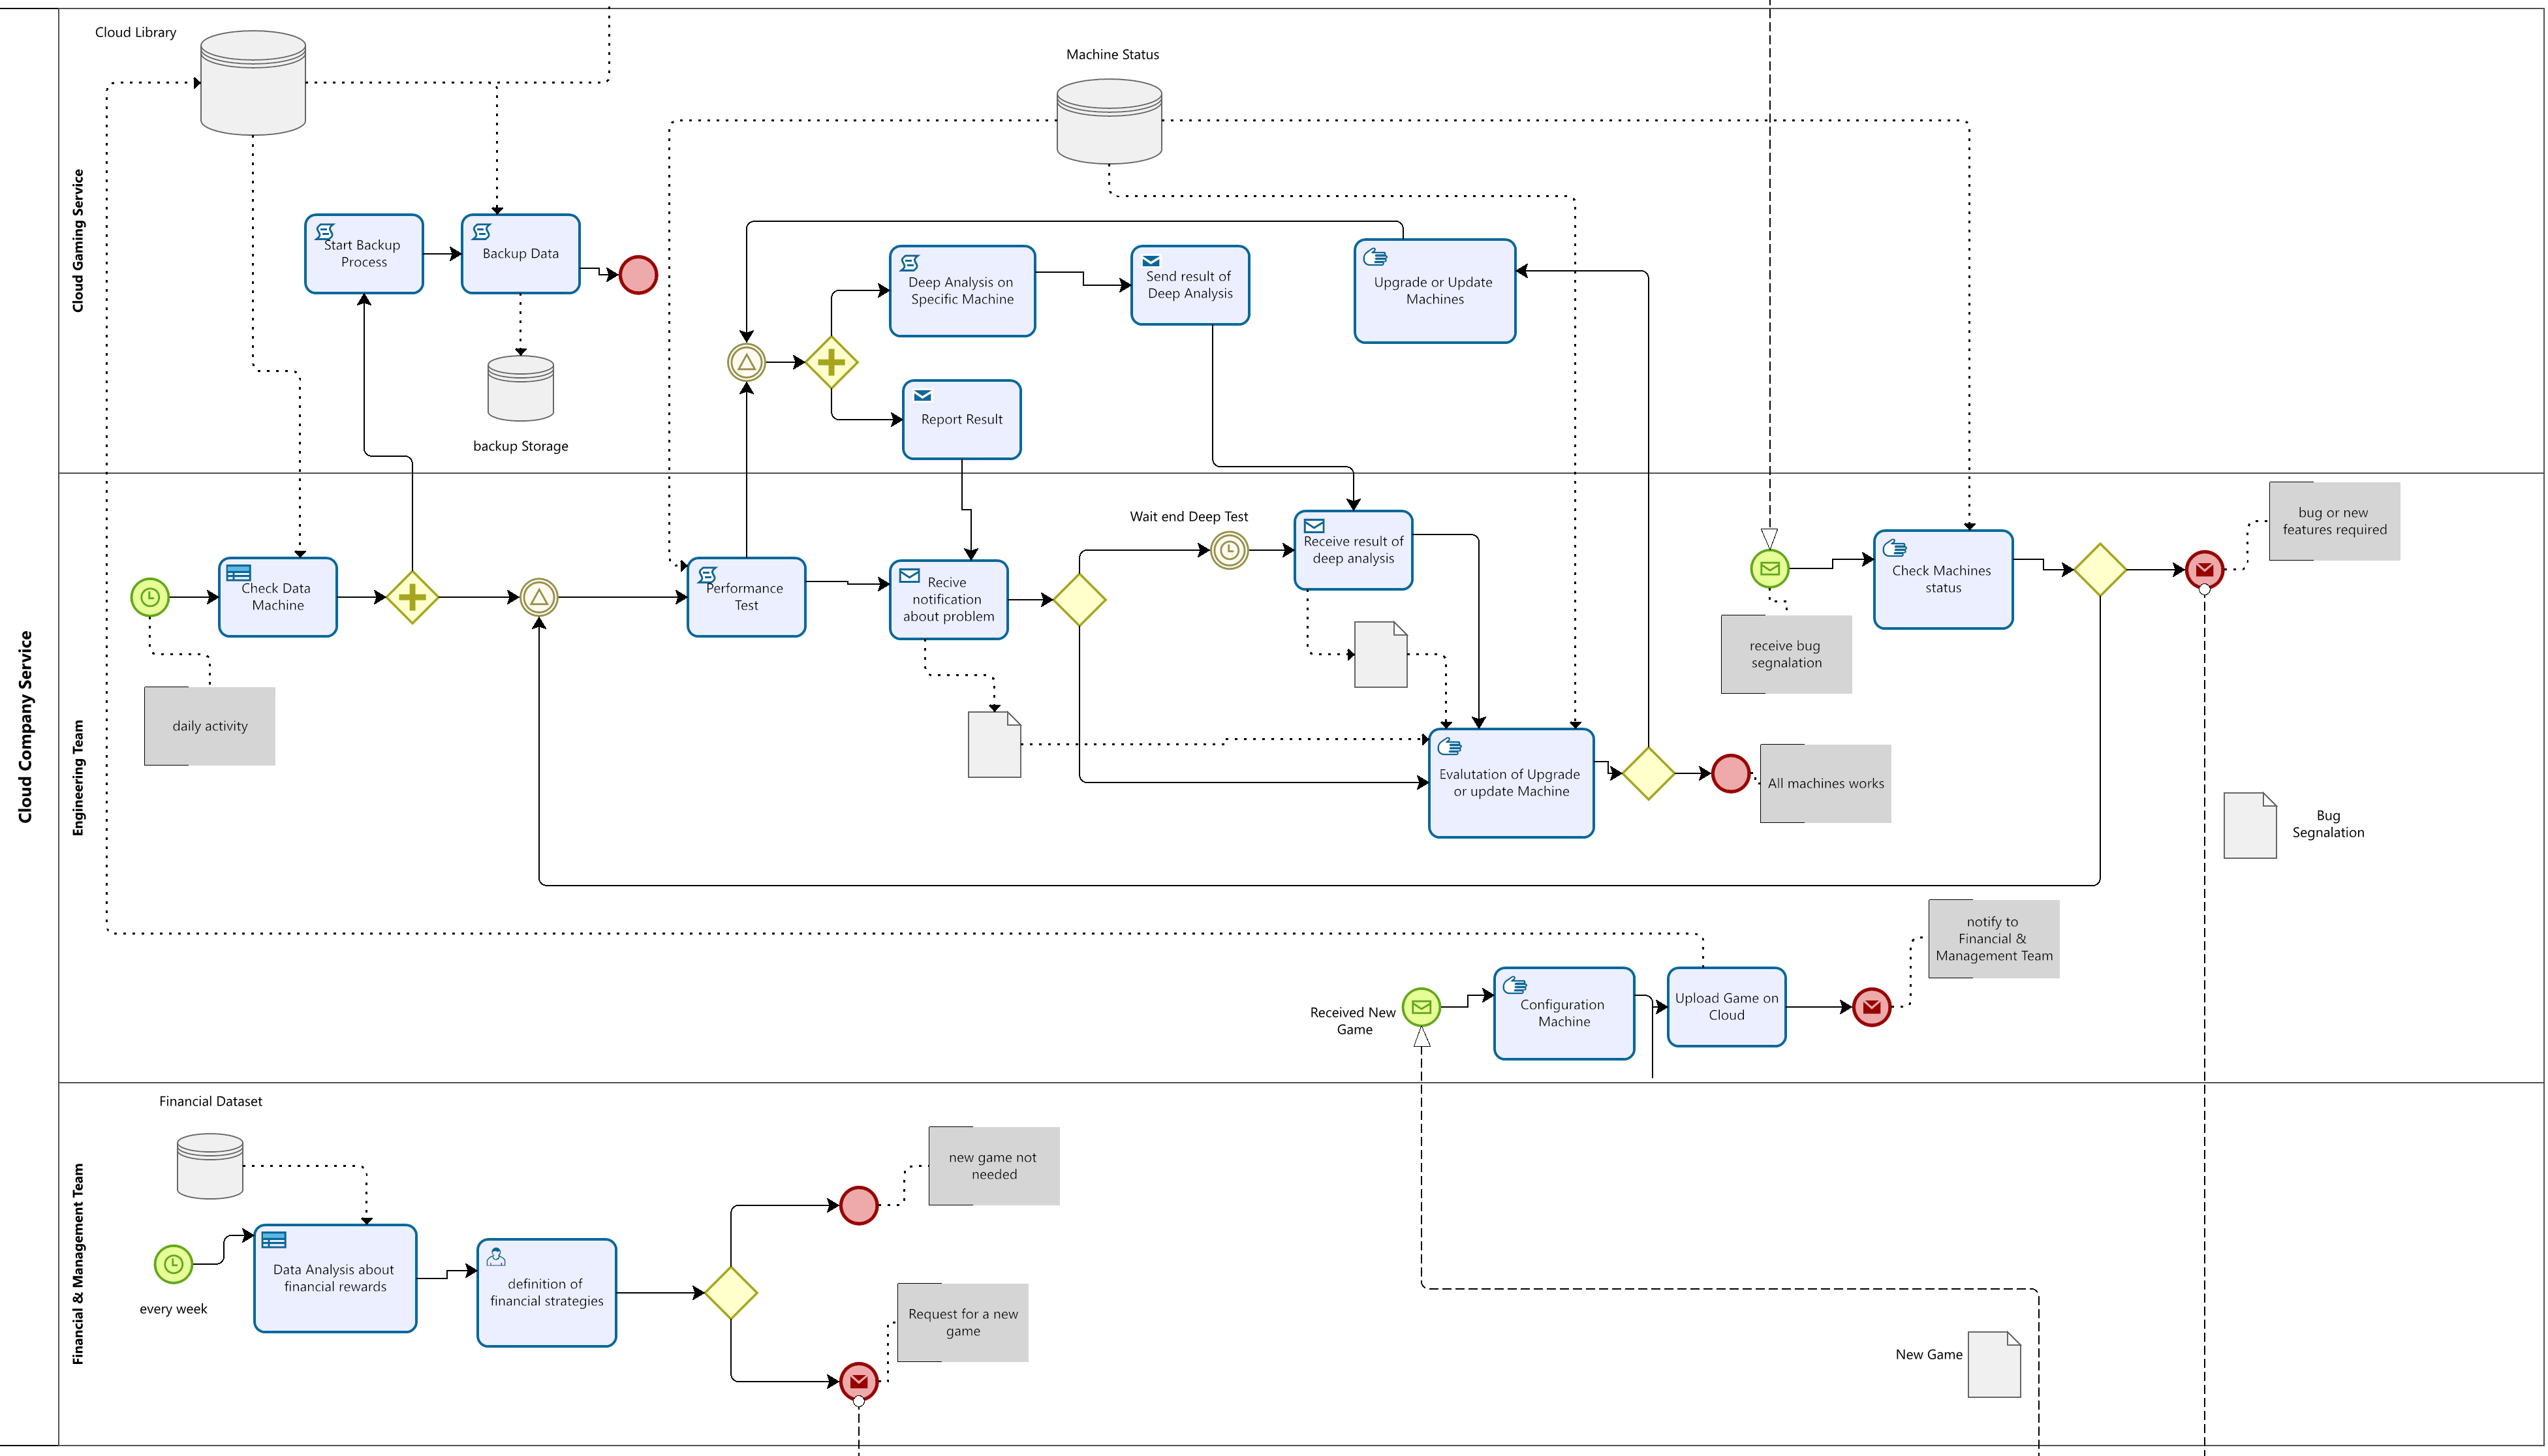 Cloud Company Service
Cloud Gaming Service
Cloud Library
Machine Status
Start Backup
Process
Backup Data
backup Storage
Deep Analysis on
Specific Machine
Send result of
Deep Analysis
Upgrade or Update
Machines
Report Result
Engineering Team
Check Data
Machine
daily activity
Performance
Test
Recive
notification
about problem
Wait end Deep Test
Receive result of
deep analysis
Evalutation of Upgrade
or update Machine
All machines works
receive bug
segnalation
Check Machines
status
bug or new
features required
Bug
Segnalation
Received New
Game
Configuration
Machine
Upload Game on
Cloud
notify to
Financial &
Management Team
Financial & Management Team
Financial Dataset
every week
Data Analysis about
financial rewards
definition of
financial strategies
new game not
needed
Request for a new
game
New Game